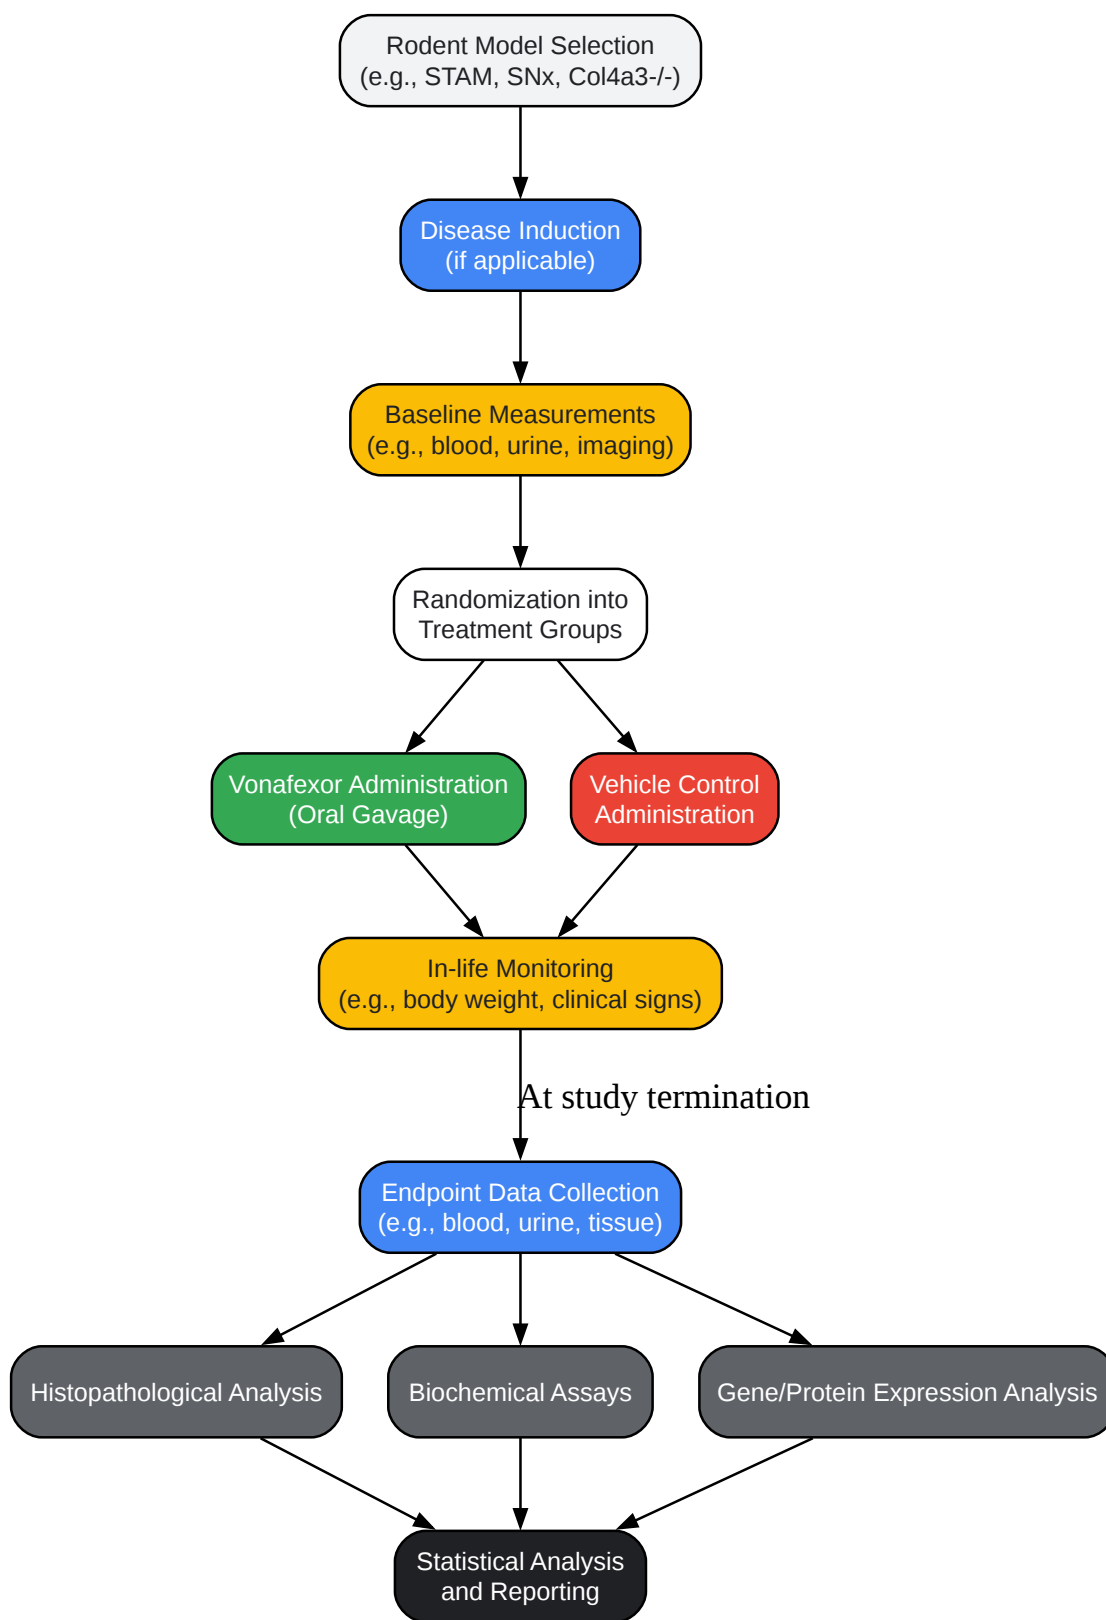 Rodent Model Selection
(e.g., STAM, SNx, Col4a3-/-)
Disease Induction
(if applicable)
Baseline Measurements
(e.g., blood, urine, imaging)
Randomization into
Treatment Groups
Vonafexor Administration
(Oral Gavage)
Vehicle Control
Administration
In-life Monitoring
(e.g., body weight, clinical signs)
At study termination
Endpoint Data Collection
(e.g., blood, urine, tissue)
Histopathological Analysis
Biochemical Assays
Gene/Protein Expression Analysis
Statistical Analysis
and Reporting